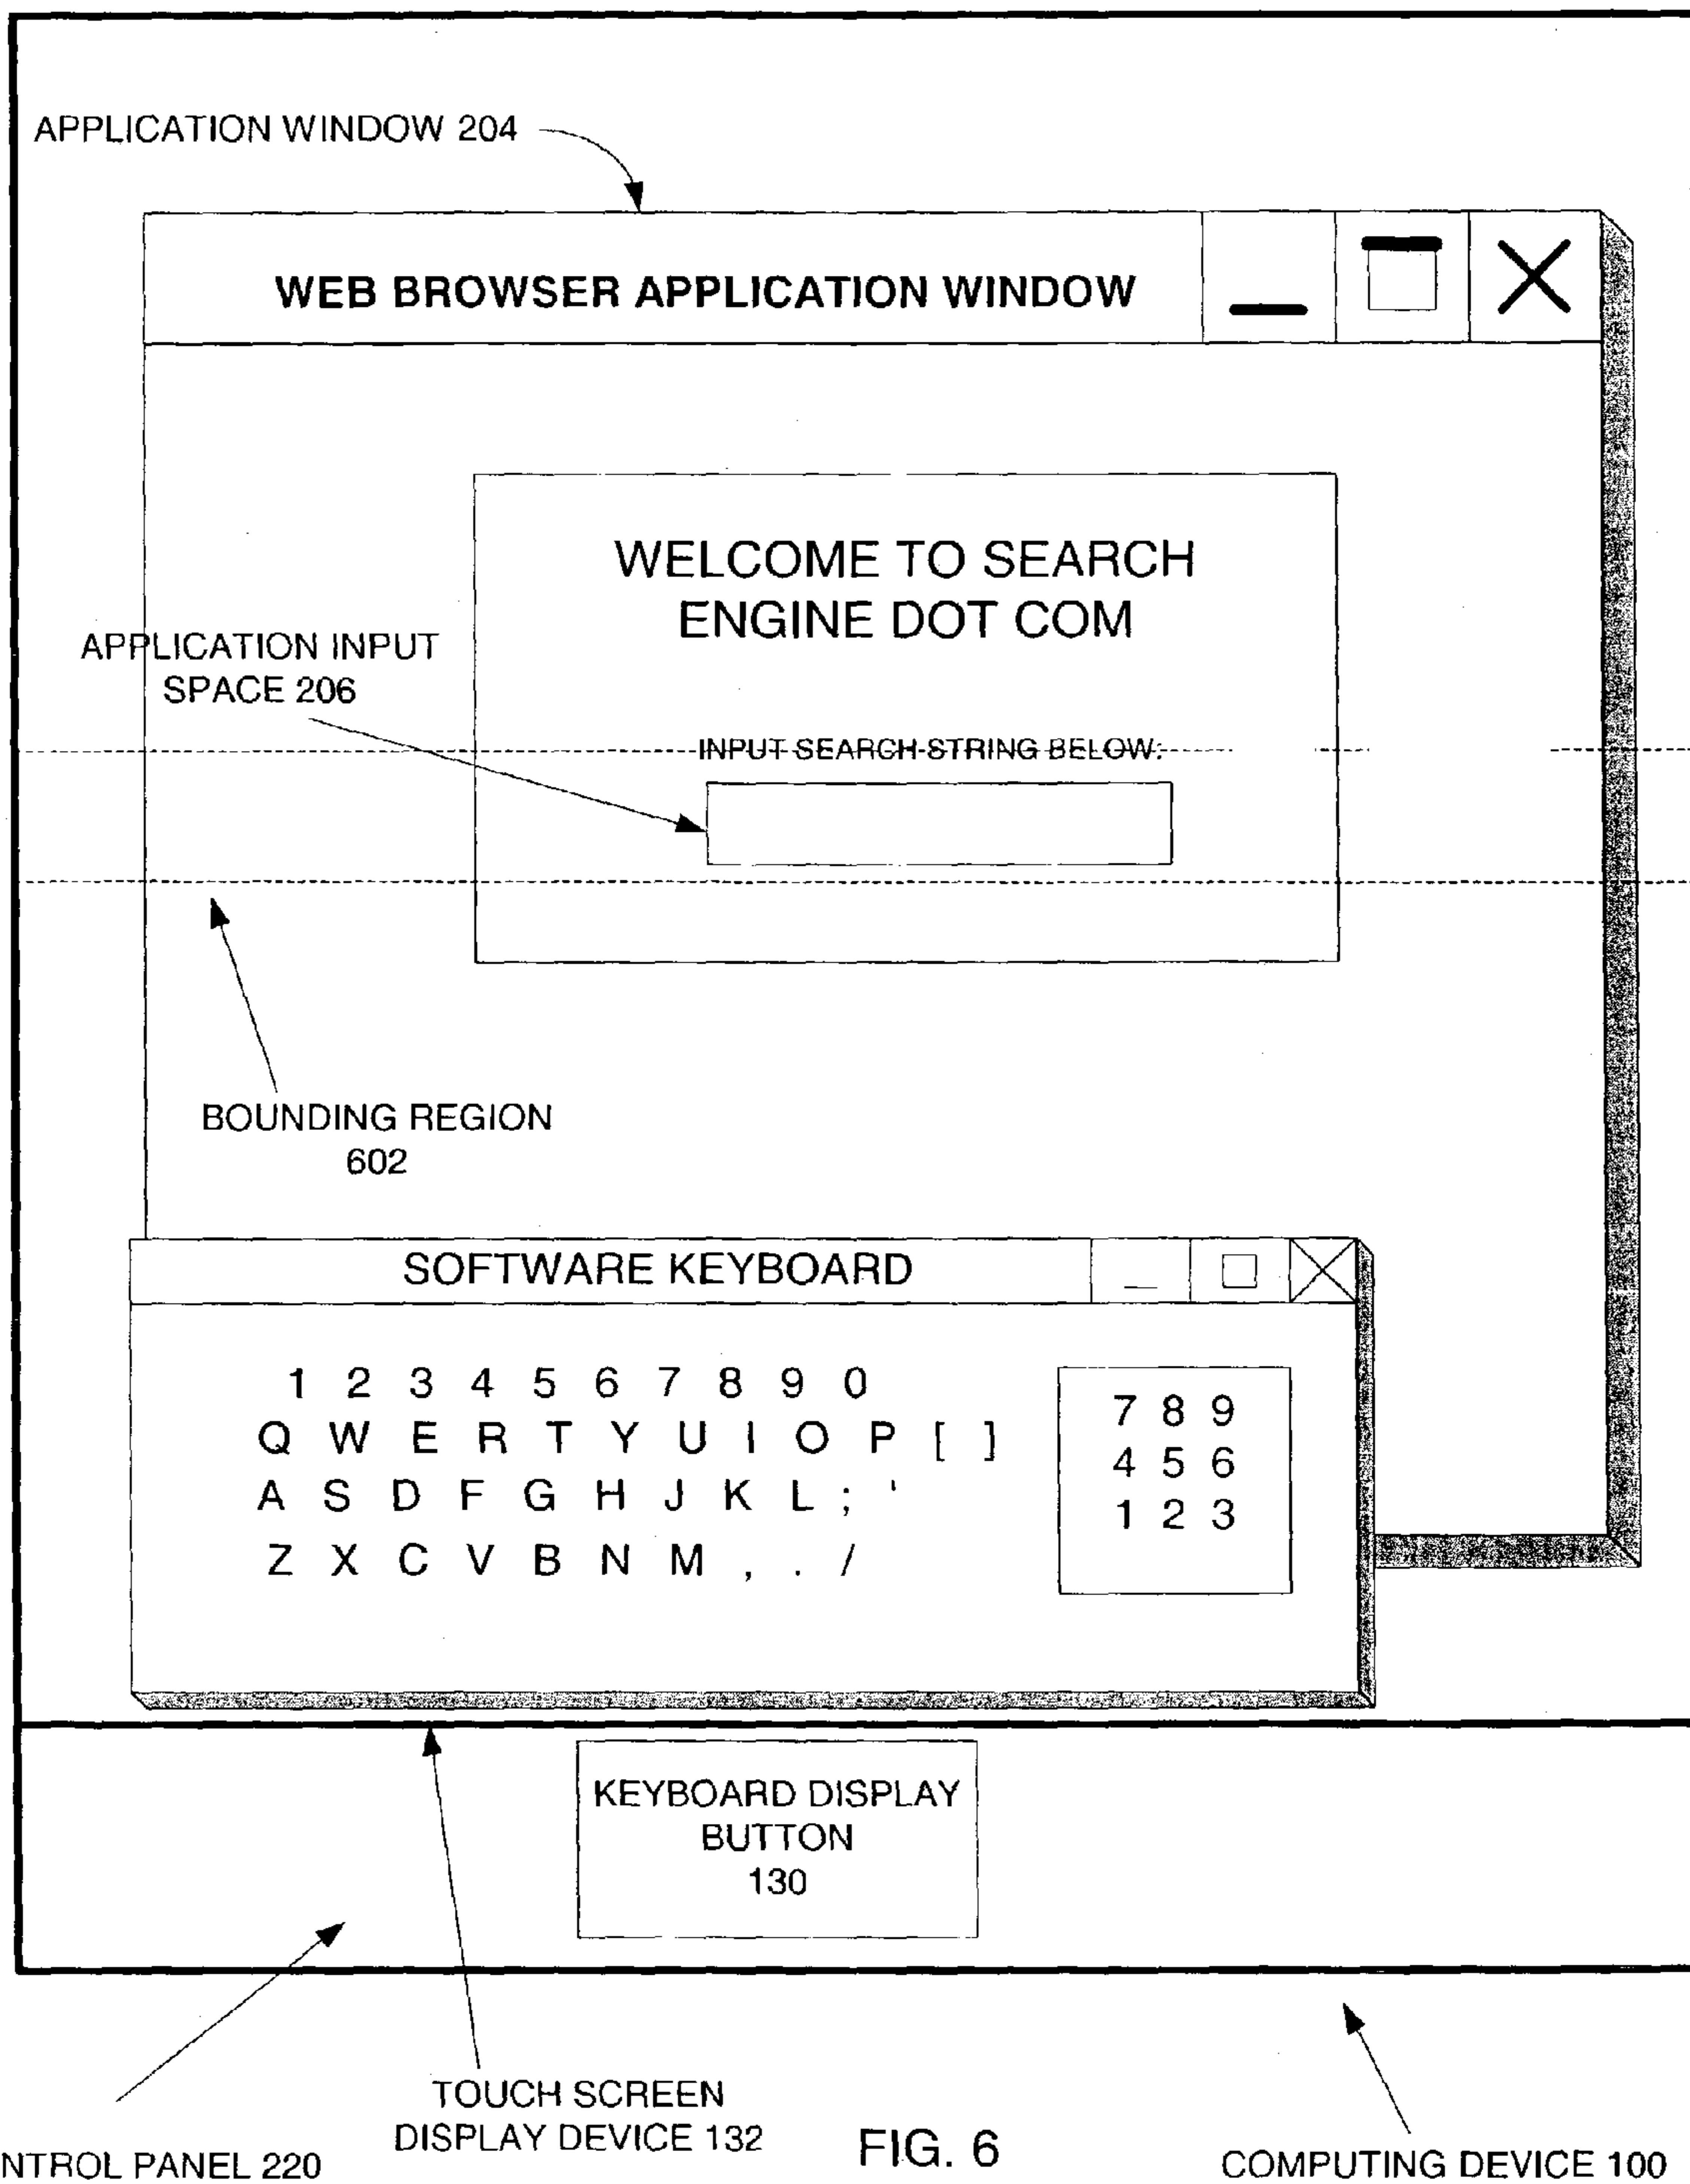 APPLICATION WINDOW 204
WEB BROWSER APPLICATION WINDOW
WELCOME TO SEARCH
ENGINE DOT COM
APPLICATION INPUT
SPACE 206
INPUT SEARCH STRING BELOW:
BOUNDING REGION
602
SOFTWARE KEYBOARD
1 2 3 4 5 6 7 8 9 0
Q W E R T Y U I O P [ ]
A S D F G H J K L ; '
Z X C V B N M , . /
7 8 9
4 5 6
1 2 3
KEYBOARD DISPLAY
BUTTON
130
TOUCH SCREEN
DISPLAY DEVICE 132
NTROL PANEL 220
FIG. 6
COMPUTING DEVICE 100